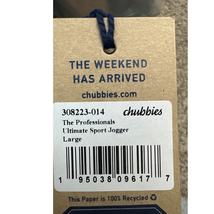 THE WEEKEND
HAS ARRIVED
chubbies.com
308223-014 chubbies
The Professionals
Ultimate Sport Jogger
Large
1 95038 09617 7
This Paper is 100% Recycled